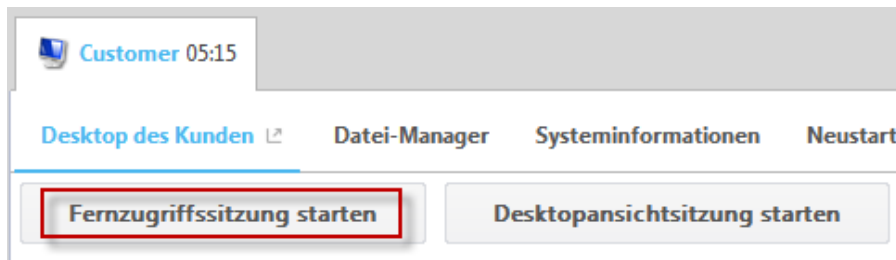 Customer 05:15
Desktop des Kunden Datei-Manager Systeminformationen Neustart
Fernzugriffssitzung starten Desktopansichtsitzung starten